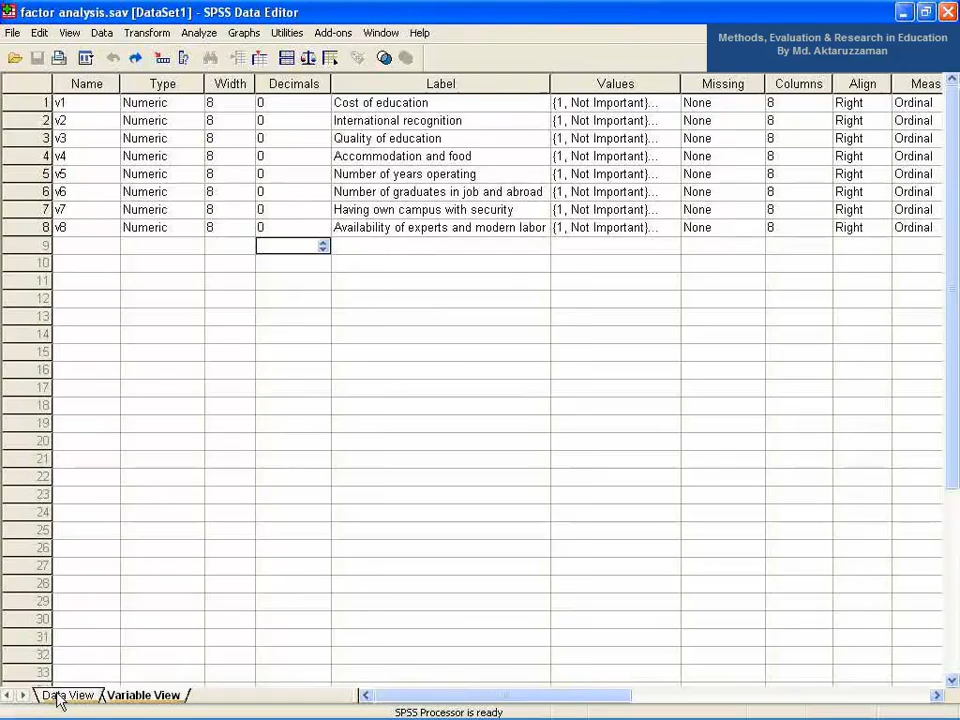 factor analysis.sav [DataSet1] - SPSS Data Editor
File Edit View Data Transform Analyze Graphs Utilities Add-ons Window Help
Methods, Evaluation & Research in Education
By Md. Aktaruzzaman
Name Type Width Decimals Label Values Missing Columns Align Meas
1 v1 Numeric 8 0 Cost of education {1, Not Important}... None 8 Right Ordinal
2 v2 Numeric 8 0 International recognition {1, Not Important}... None 8 Right Ordinal
3 v3 Numeric 8 0 Quality of education {1, Not Important}... None 8 Right Ordinal
4 v4 Numeric 8 0 Accommodation and food {1, Not Important}... None 8 Right Ordinal
5 v5 Numeric 8 0 Number of years operating {1, Not Important}... None 8 Right Ordinal
6 v6 Numeric 8 0 Number of graduates in job and abroad {1, Not Important}... None 8 Right Ordinal
7 v7 Numeric 8 0 Having own campus with security {1, Not Important}... None 8 Right Ordinal
8 v8 Numeric 8 0 Availability of experts and modern labor {1, Not Important}... None 8 Right Ordinal
9
10
11
12
13
14
15
16
17
18
19
20
21
22
23
24
25
26
27
28
29
30
31
32
33
Data View Variable View
SPSS Processor is ready